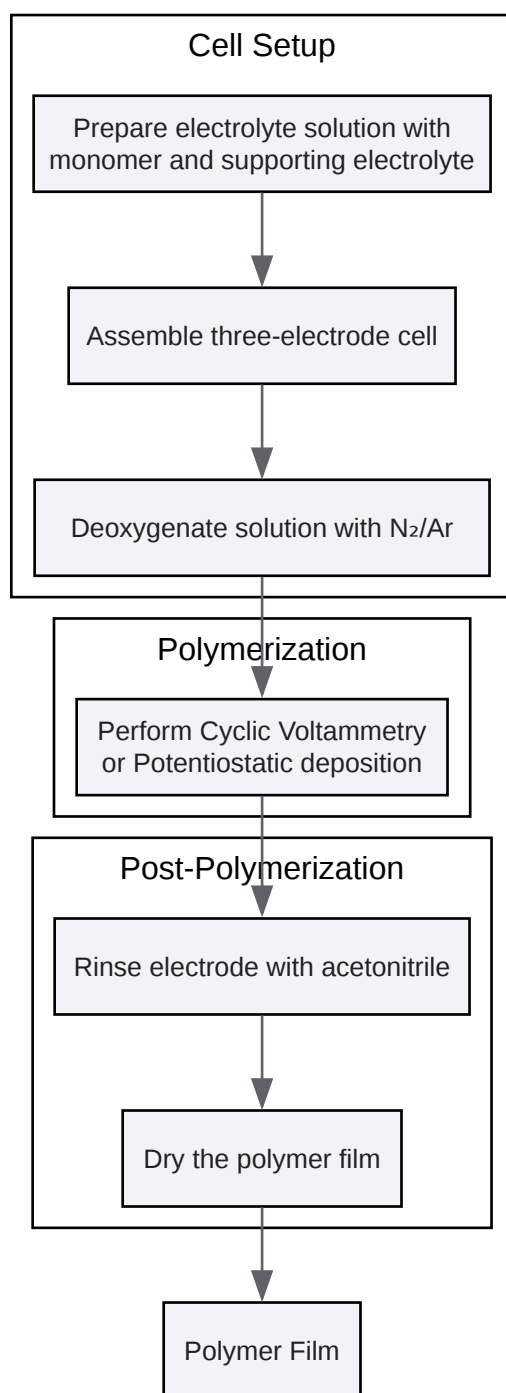 Cell Setup
Prepare electrolyte solution with
monomer and supporting electrolyte
Assemble three-electrode cell
Deoxygenate solution with N₂/Ar
Polymerization
Perform Cyclic Voltammetry
or Potentiostatic deposition
Post-Polymerization
Rinse electrode with acetonitrile
Dry the polymer film
Polymer Film